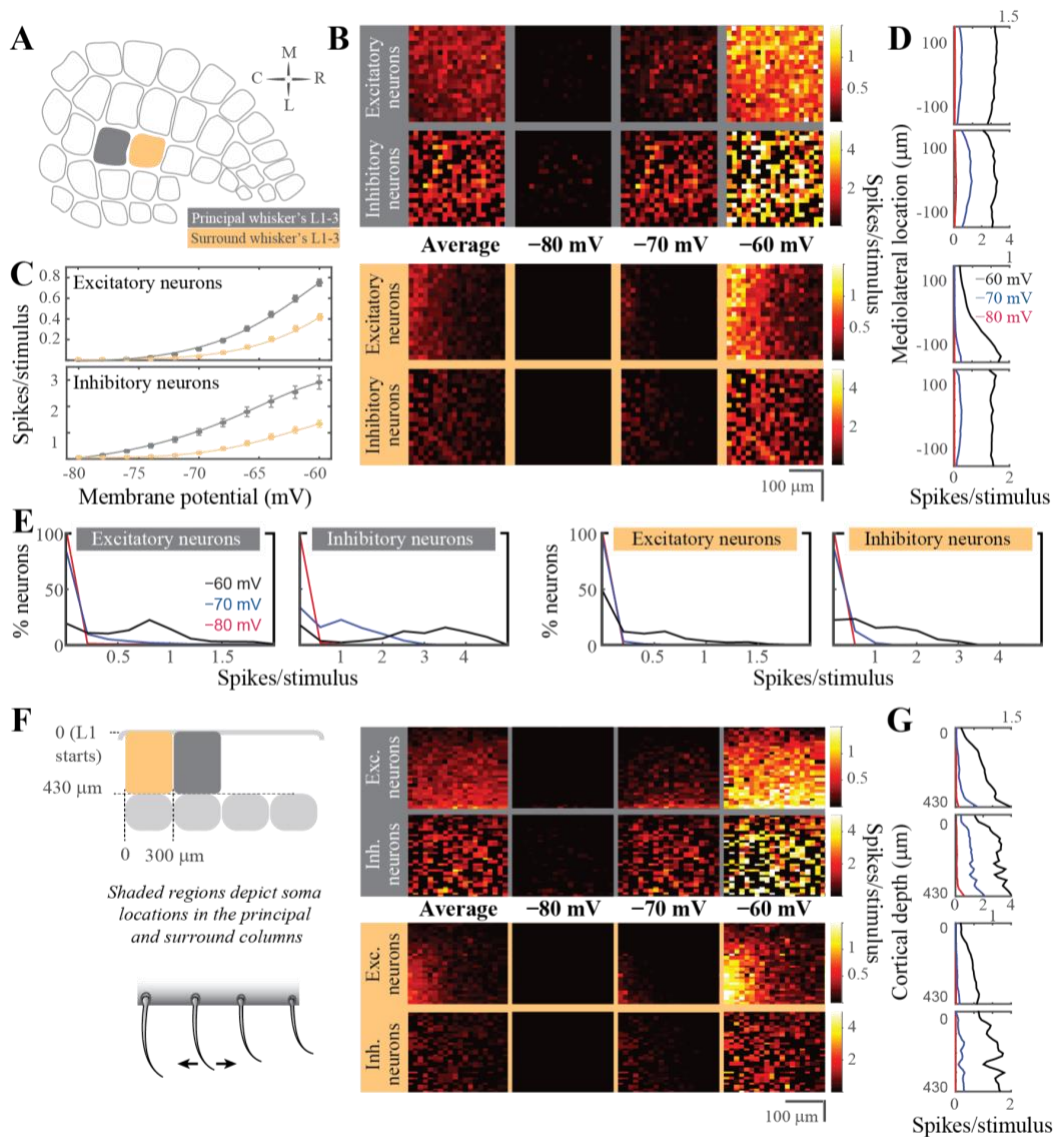 A
M
C
R
L
Principal whisker's L1-3
Surround whisker's L1-3
B
Excitatory
neurons
Inhibitory
neurons
1
0.5
4
2
Spikes/stimulus
Average
−80 mV
−70 mV
−60 mV
Excitatory
neurons
Inhibitory
neurons
1
0.5
4
2
100 µm
C
Spikes/stimulus
0.8
0.6
0.4
0.2
Excitatory neurons
3
2
1
Inhibitory neurons
-80
-75
-70
-65
-60
Membrane potential (mV)
D
1.5
Mediolateral location (µm)
100
-100
100
-100
0
2
4
1
100
-100
−60 mV
−70 mV
−80 mV
100
-100
0
2
Spikes/stimulus
E
% neurons
100
50
0
Excitatory neurons
−60 mV
−70 mV
−80 mV
0.5
1
1.5
Inhibitory neurons
1
2
3
4
Spikes/stimulus
% neurons
100
50
0
Excitatory neurons
0.5
1
1.5
Inhibitory neurons
1
2
3
4
Spikes/stimulus
F
0 (L1
starts)
430 µm
0
300 µm
Shaded regions depict soma
locations in the principal
and surround columns
Exc.
neurons
Inh.
neurons
1
0.5
4
2
Spikes/stimulus
Average
−80 mV
−70 mV
−60 mV
Exc.
neurons
Inh.
neurons
1
0.5
4
2
100 µm
G
1.5
Cortical depth (µm)
0
430
0
430
0
2
4
1
0
430
0
430
0
2
Spikes/stimulus